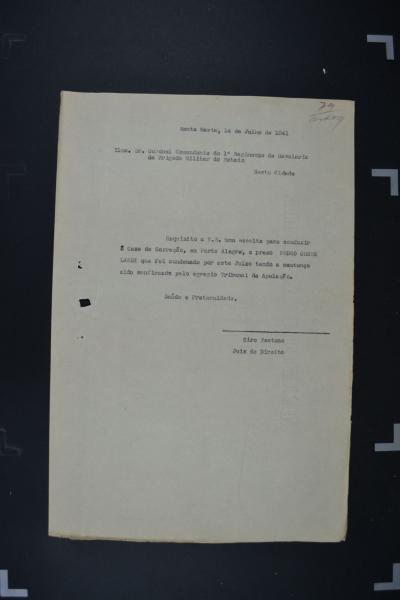 79
Santa Maria, 14 de Julho de 1941
Ilmo. Sr. Coronel Comandante do 1º Regimento de Cavalaria
da Brigada Militar do Estado
Nesta Cidade
Requisito a V.S. uma escolta para conduzir
á Casa de Correção, em Porto Alegre, o preso PEDRO
que foi condenado por este Juizo tendo a sentença
sido confirmada pelo egregio Tribunal de Apelação.
Saúde e Fraternidade.
Ciro Pestana
Juiz de Direito